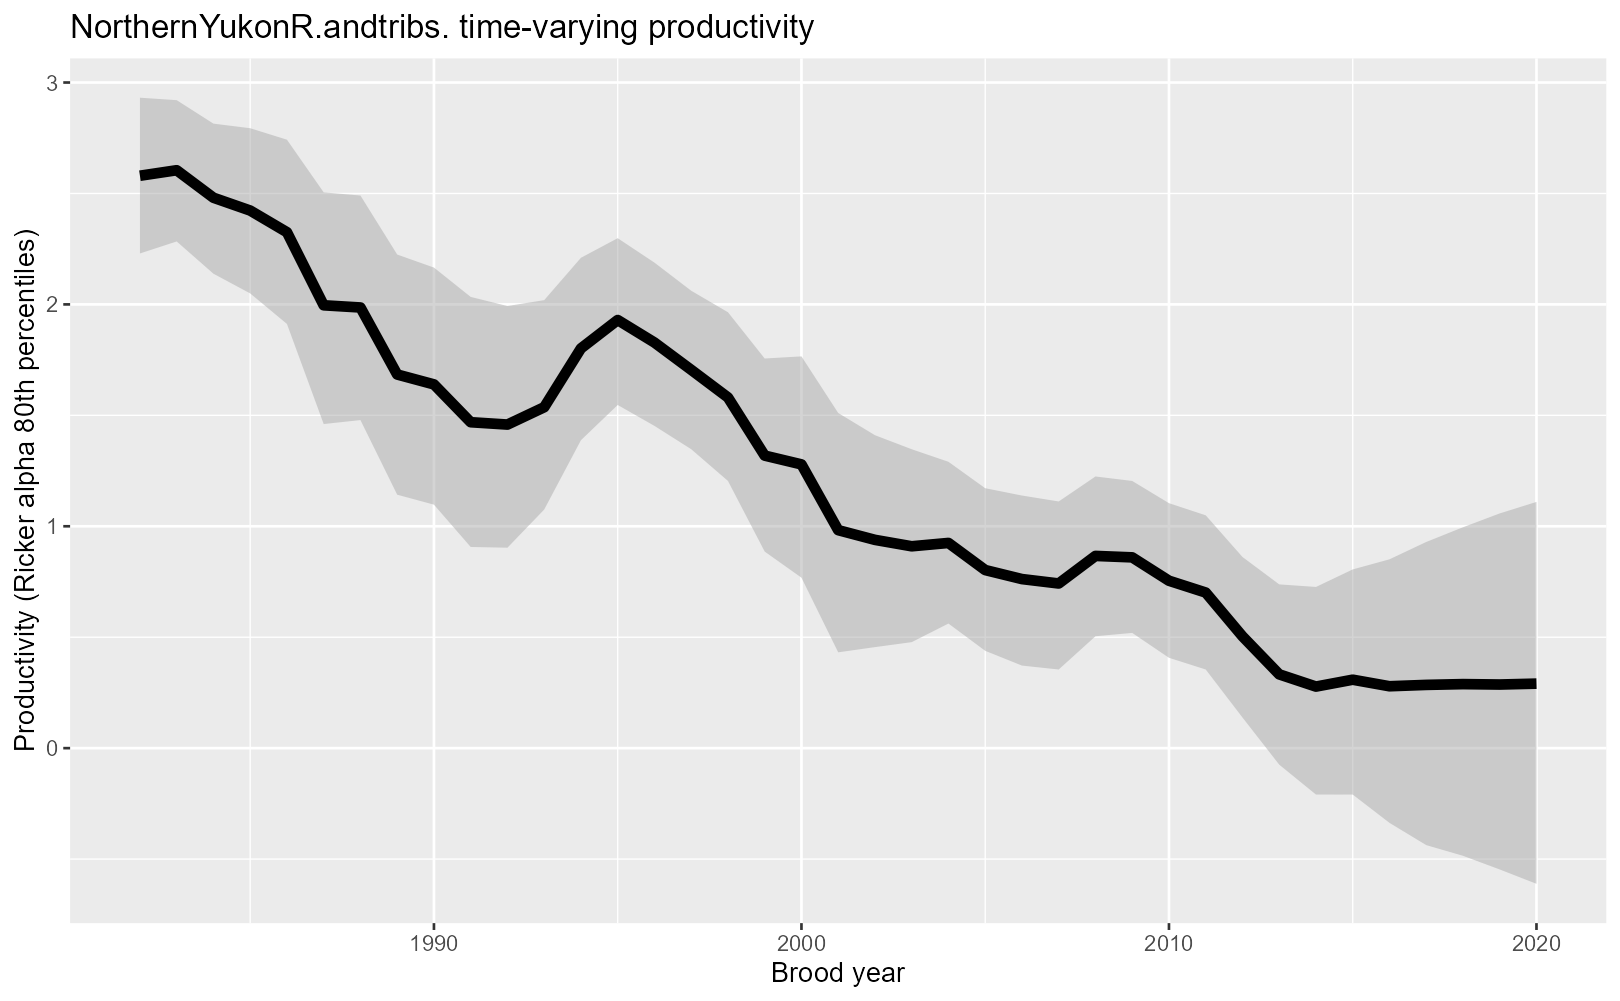 NorthernYukonR.andtribs. time-varying productivity
Productivity (Ricker alpha 80th percentiles)
3
2
1
0
1990
2000
2010
2020
Brood year